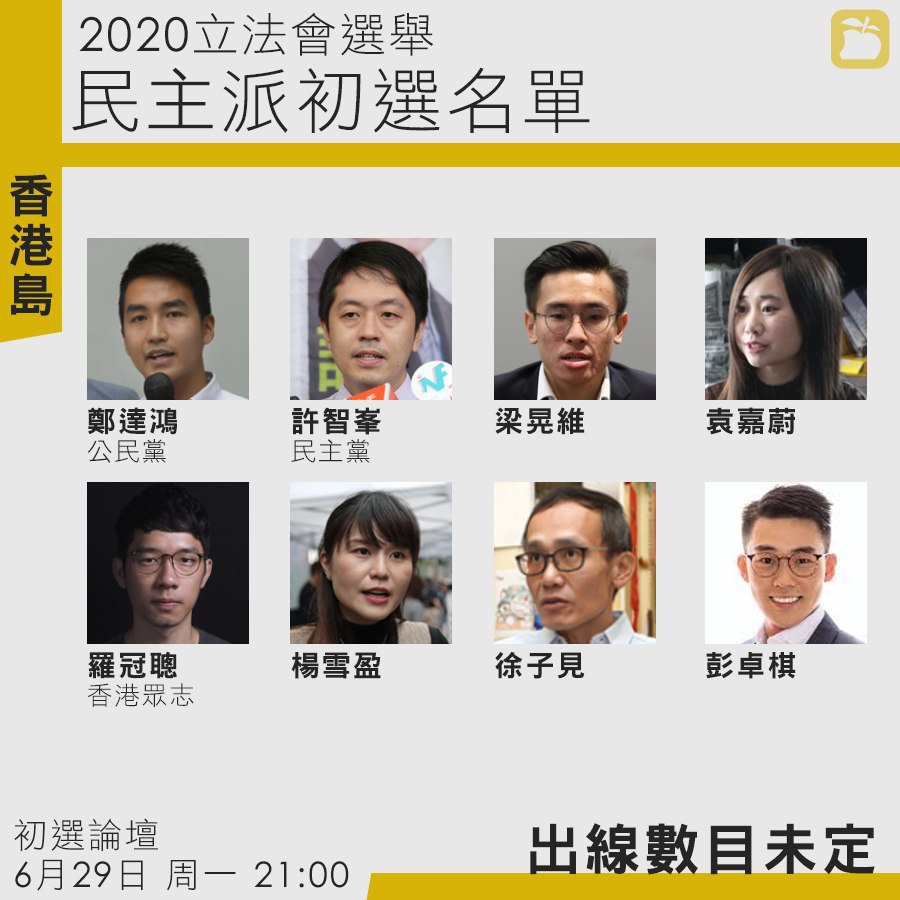 2020立法會選舉
民主派初選名單
香港島
鄭達鴻
公民黨
許智峯
民主黨
梁晃維
袁嘉蔚
羅冠聰
香港眾志
楊雪盈
徐子見
彭卓棋
初選論壇
6月29日 周一 21:00
出線數目未定